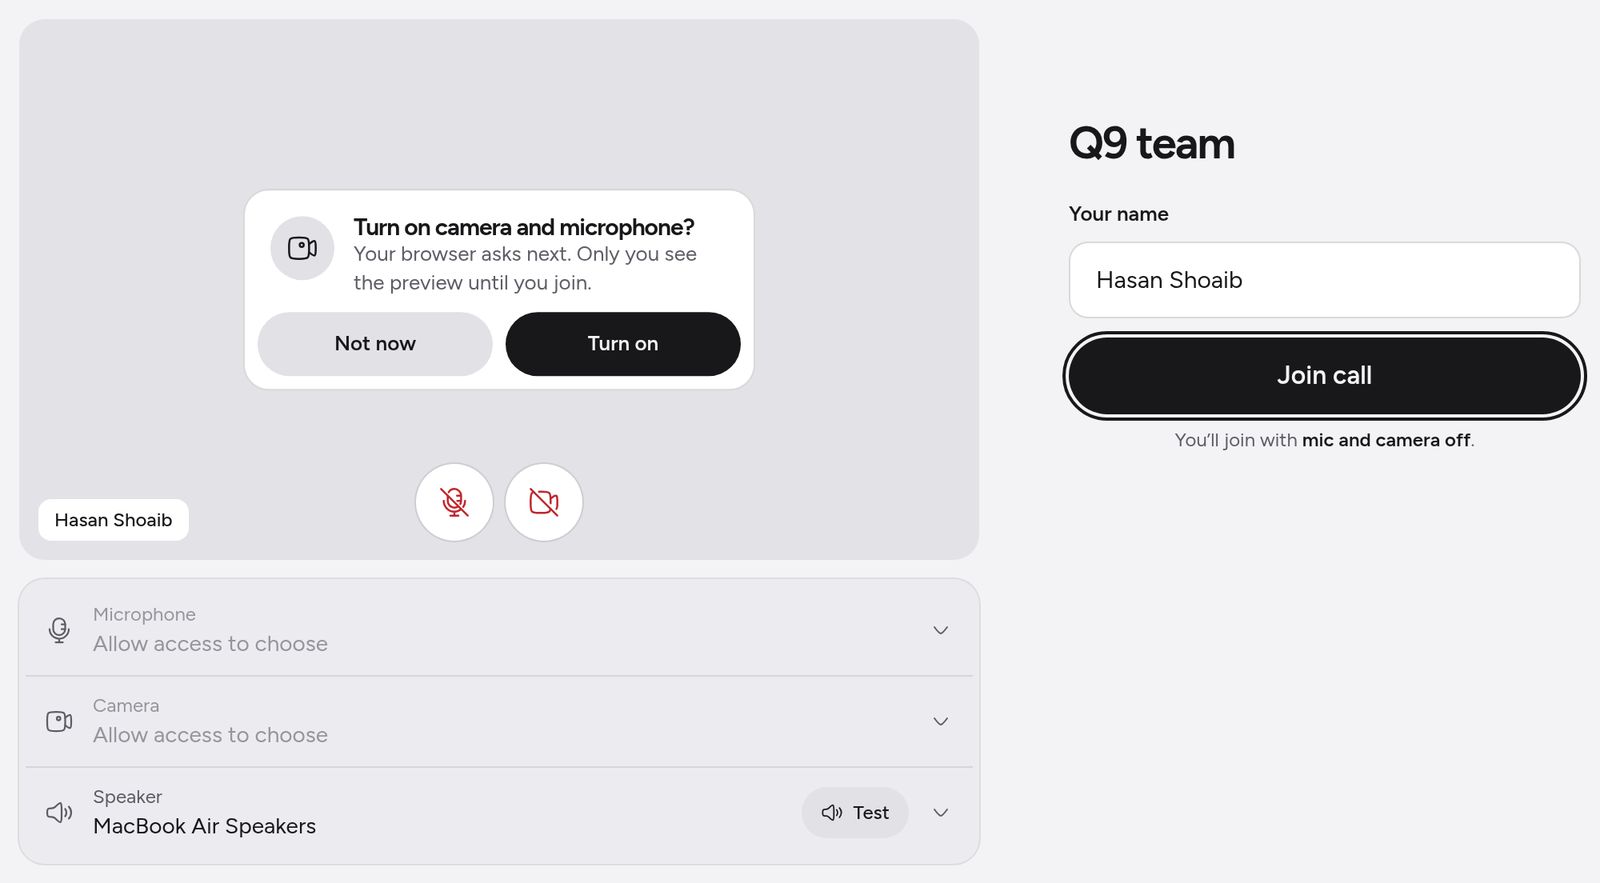 Turn on camera and microphone?
Your browser asks next. Only you see
the preview until you join.
Not now
Turn on
Hasan Shoaib
Microphone
Allow access to choose
Camera
Allow access to choose
Speaker
MacBook Air Speakers
Test
Q9 team
Your name
Hasan Shoaib
Join call
You’ll join with mic and camera off.